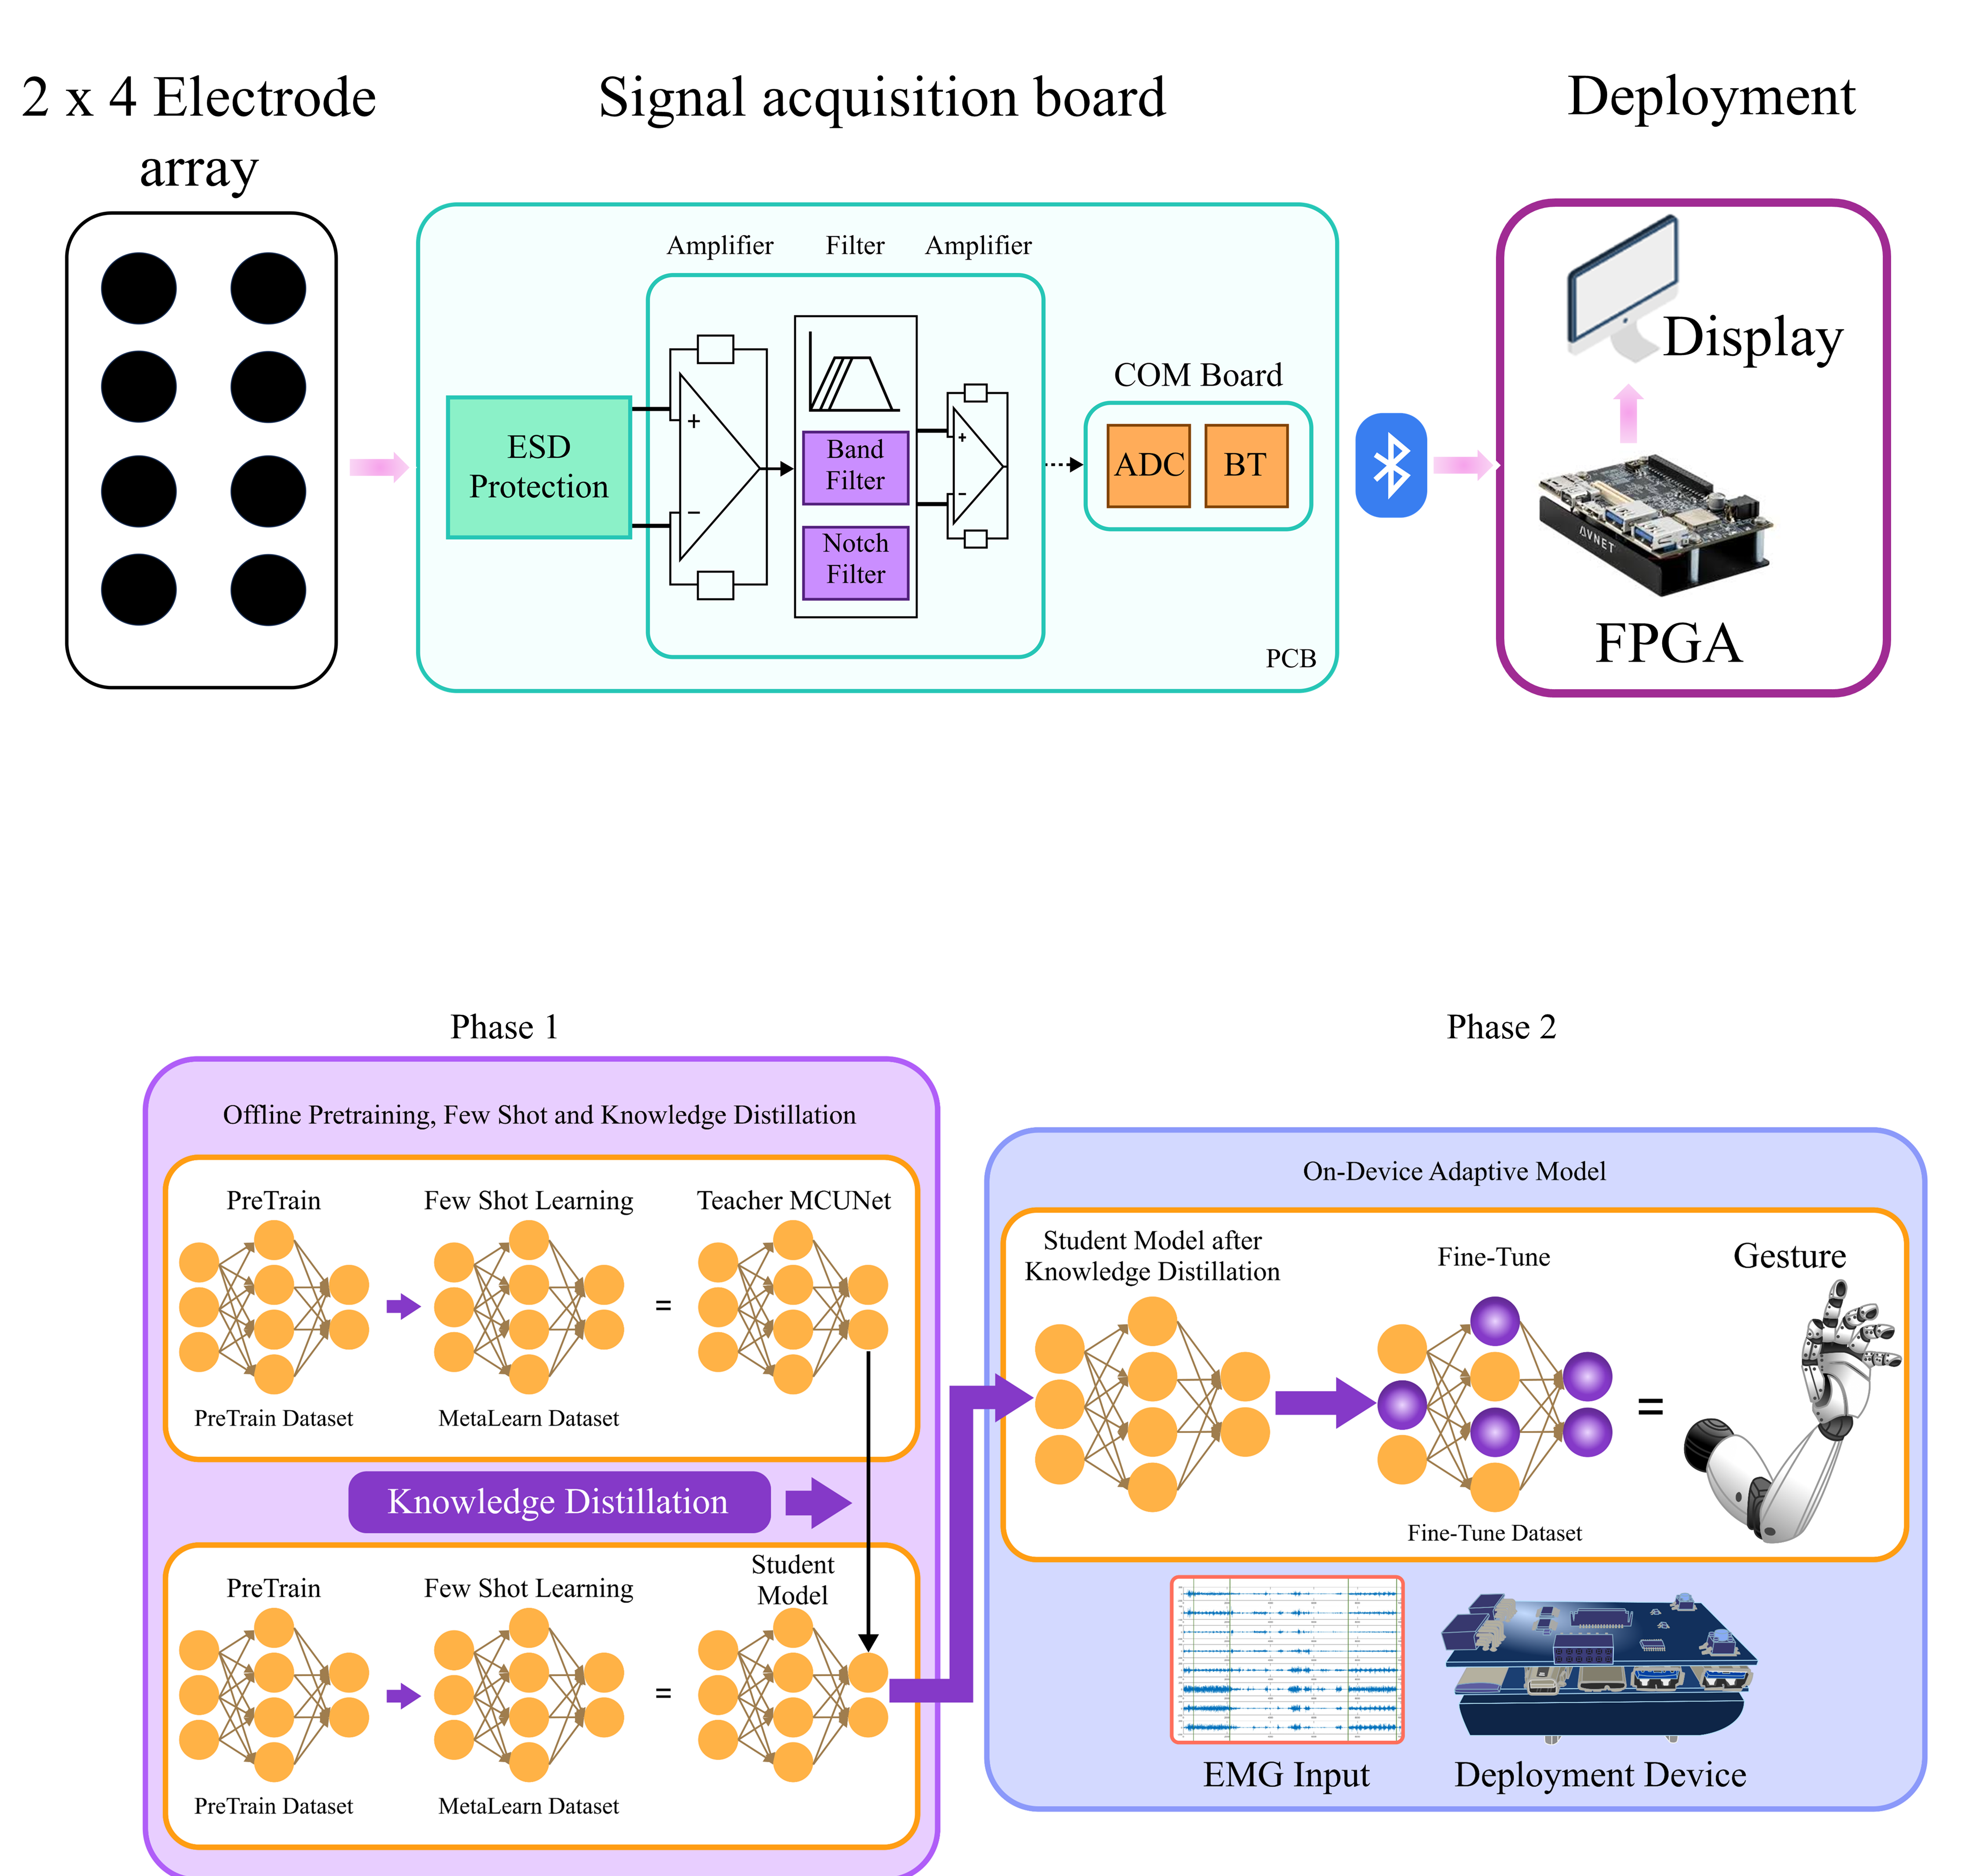 2 x 4 Electrode
array
Signal acquisition board
Deployment
Amplifier
Filter
Amplifier
ESD
Protection
+
−
Band
Filter
Notch
Filter
+
−
COM Board
ADC
BT
PCB
Display
AVNET
FPGA
Phase 1
Offline Pretraining, Few Shot and Knowledge Distillation
PreTrain
Few Shot Learning
Teacher MCUNet
=
PreTrain Dataset
MetaLearn Dataset
Knowledge Distillation
PreTrain
Few Shot Learning
Student
Model
=
PreTrain Dataset
MetaLearn Dataset
Phase 2
On-Device Adaptive Model
Student Model after
Knowledge Distillation
Fine-Tune
Gesture
=
Fine-Tune Dataset
EMG Input
Deployment Device